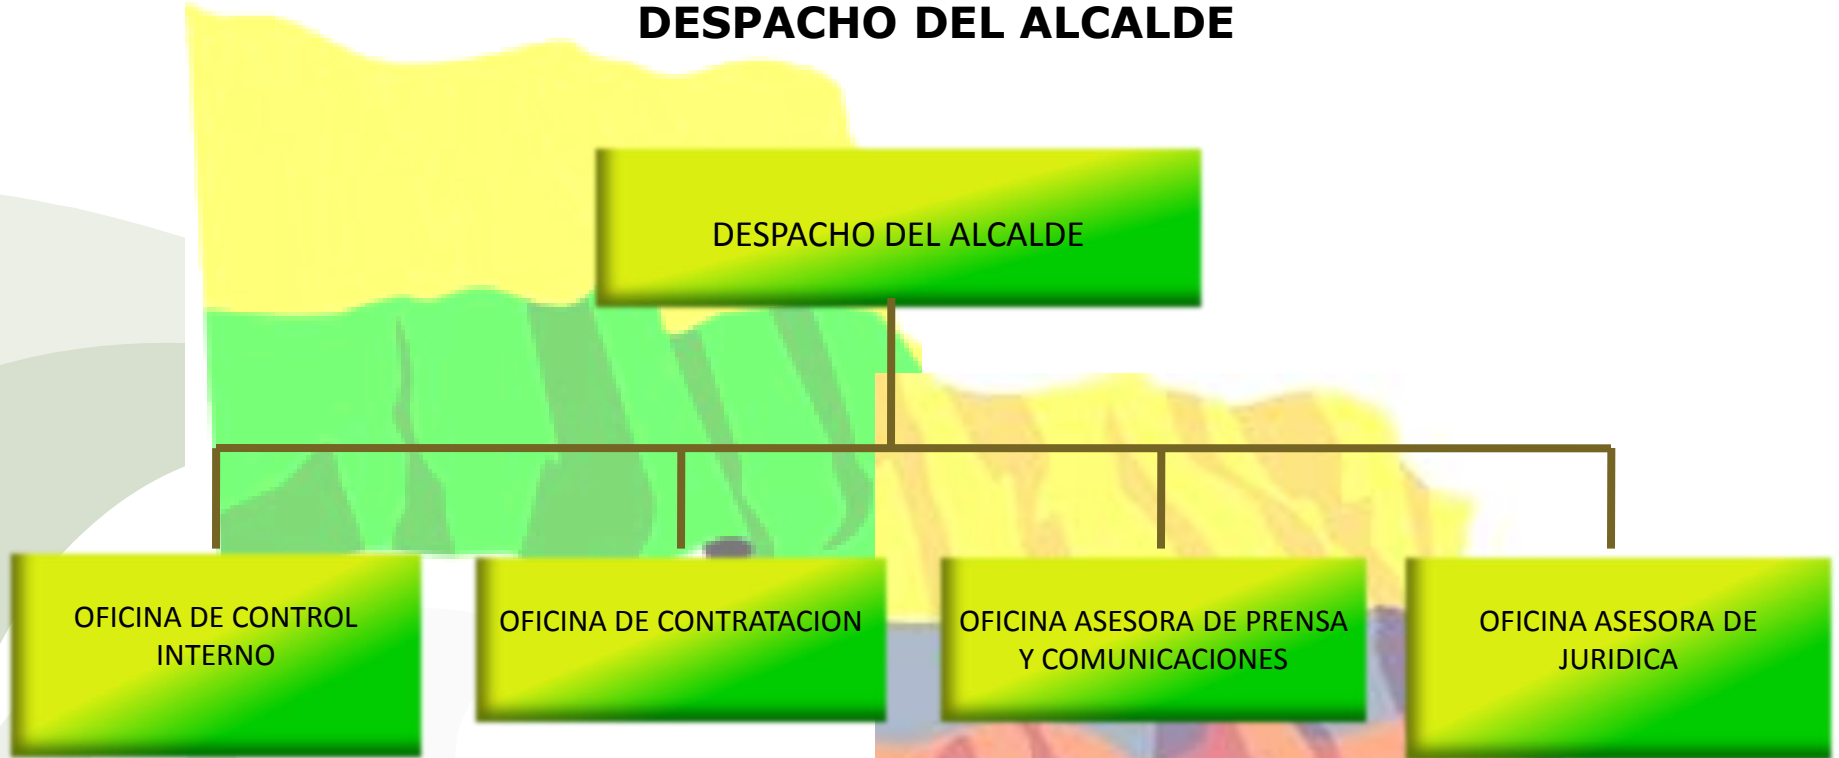 DESPACHO DEL ALCALDE
DESPACHO DEL ALCALDE
OFICINA DE CONTROL
INTERNO
OFICINA DE CONTRATACION
OFICINA ASESORA DE PRENSA
Y COMUNICACIONES
OFICINA ASESORA DE
JURIDICA